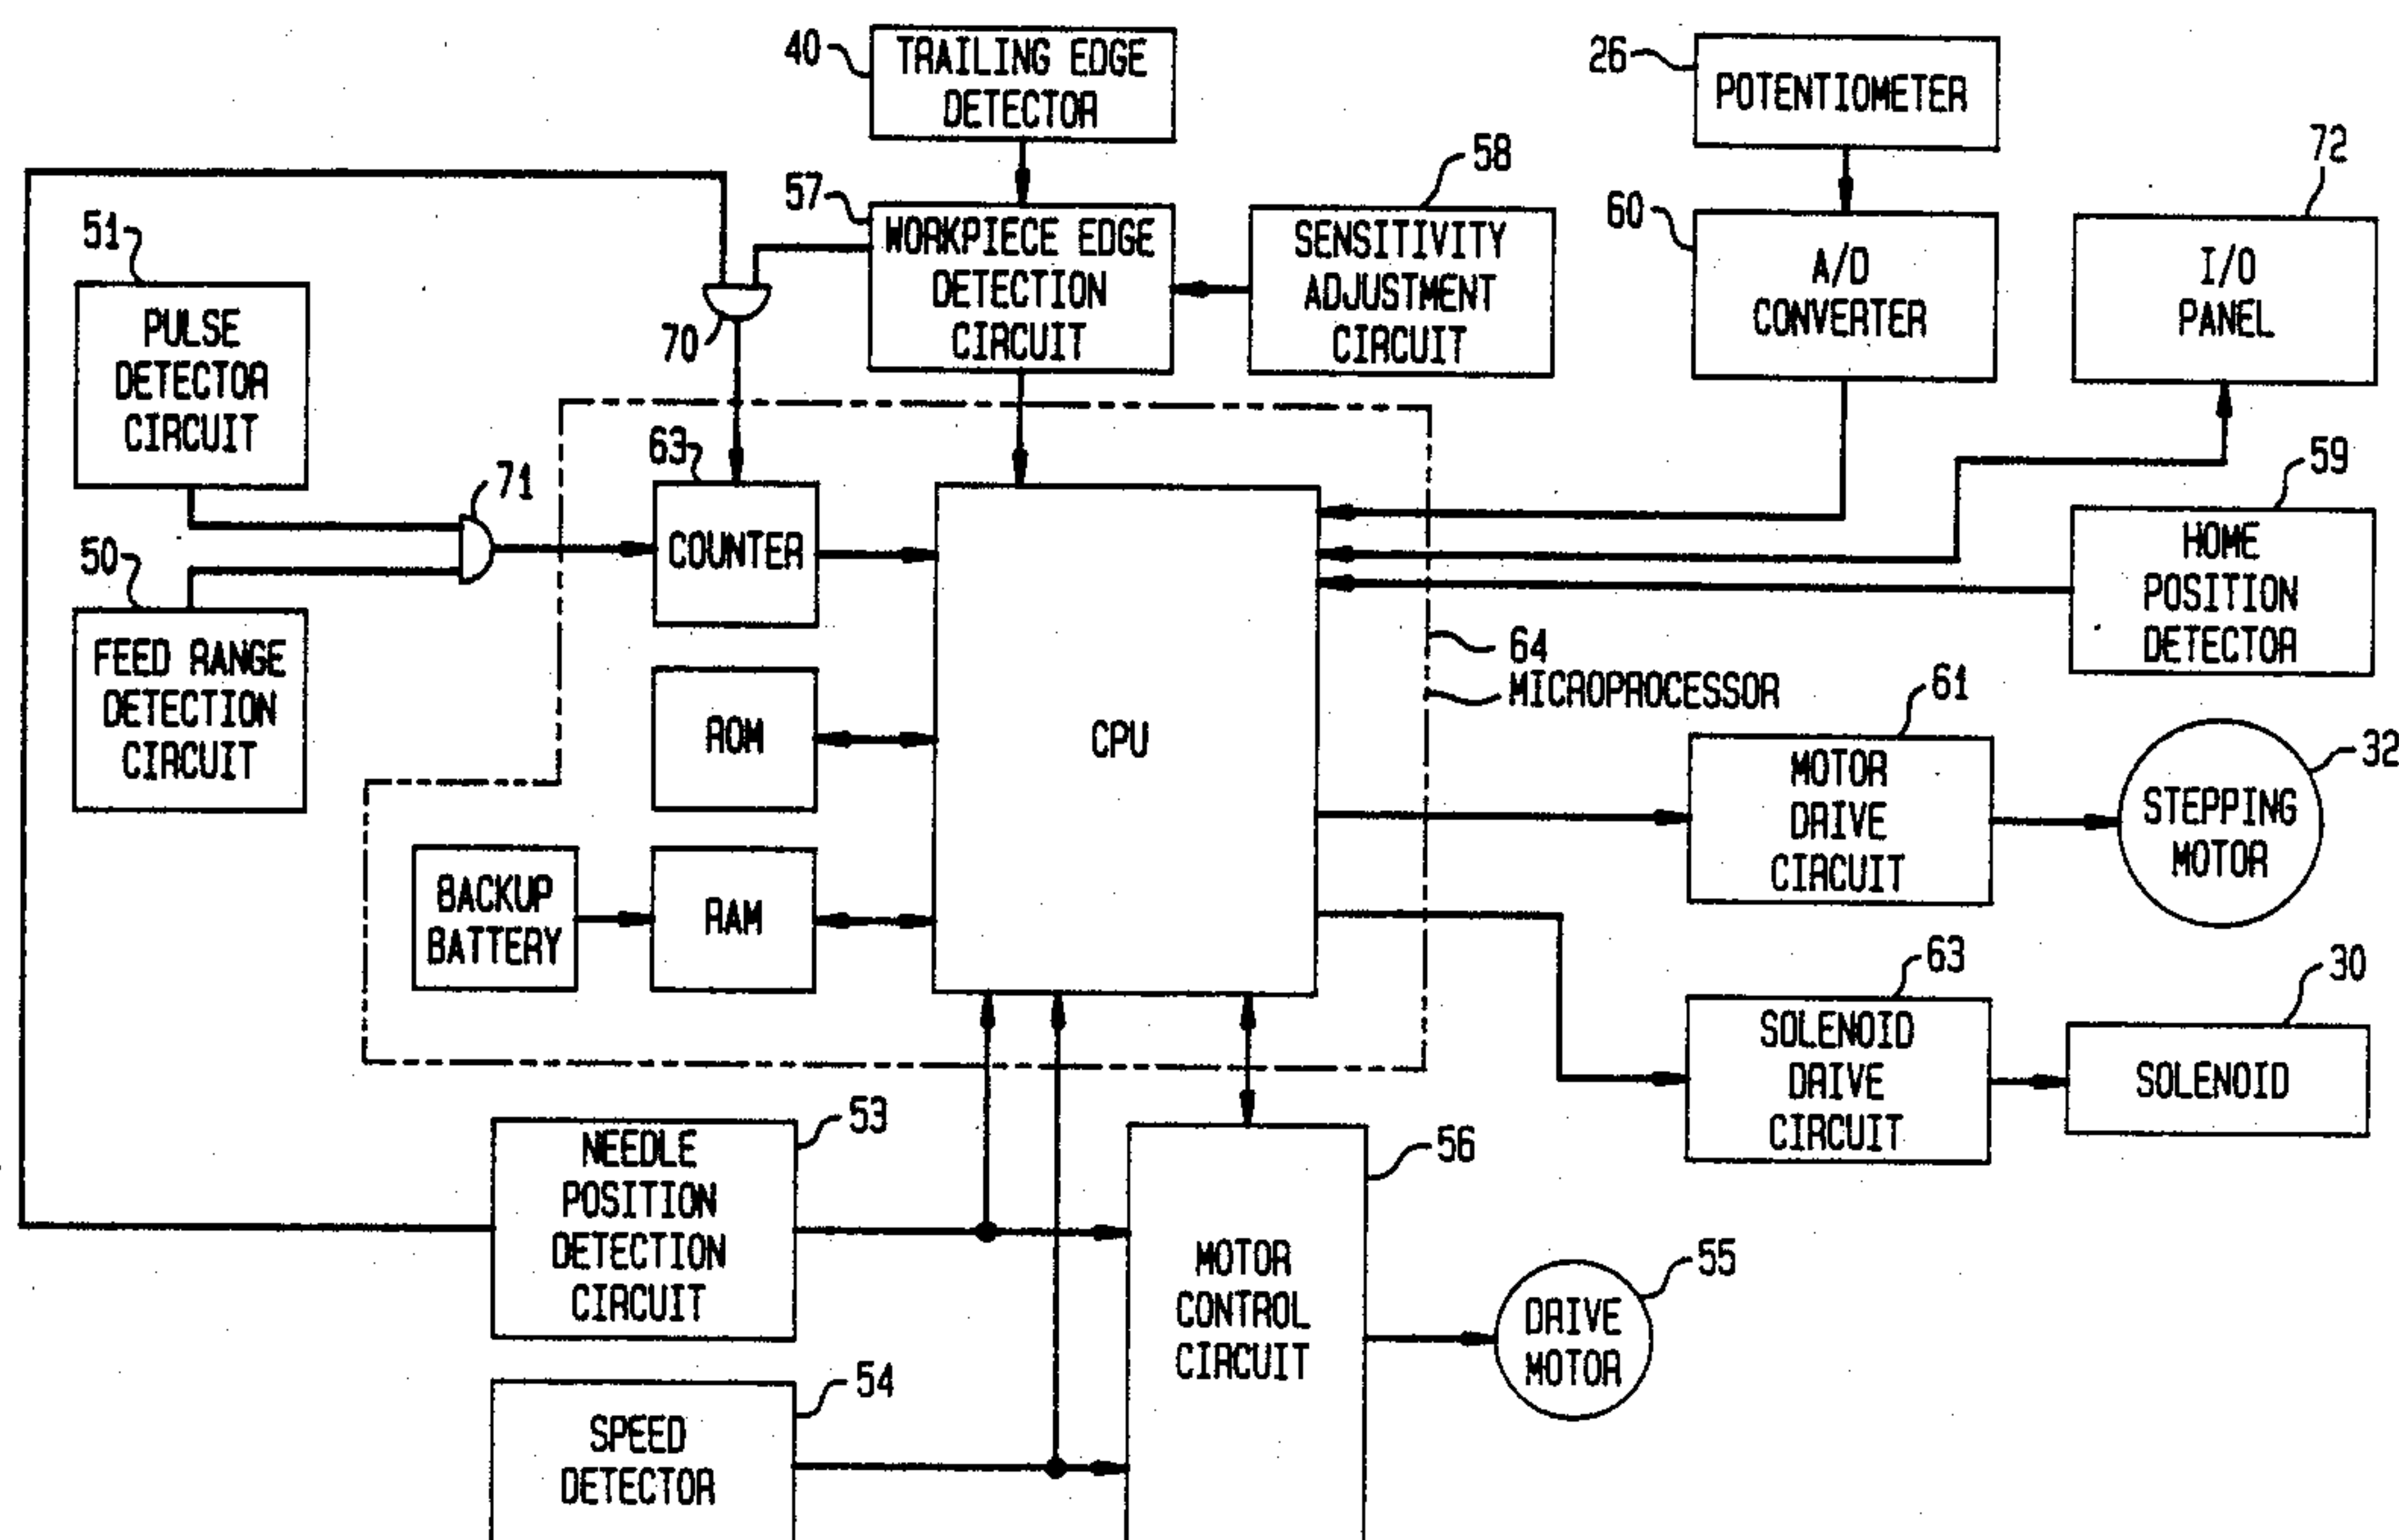 40
TRAILING EDGE
DETECTOR
26
POTENTIOMETER
72
I/O
PANEL
57
WORKPIECE EDGE
DETECTION
CIRCUIT
58
SENSITIVITY
ADJUSTMENT
CIRCUIT
60
A/D
CONVERTER
51
PULSE
DETECTOR
CIRCUIT
70
71
50
FEED RANGE
DETECTION
CIRCUIT
63
COUNTER
59
HOME
POSITION
DETECTOR
64
MICROPROCESSOR
ROM
CPU
61
MOTOR
DRIVE
CIRCUIT
32
STEPPING
MOTOR
BACKUP
BATTERY
RAM
63
SOLENOID
DRIVE
CIRCUIT
30
SOLENOID
53
NEEDLE
POSITION
DETECTION
CIRCUIT
56
MOTOR
CONTROL
CIRCUIT
55
DRIVE
MOTOR
54
SPEED
DETECTOR